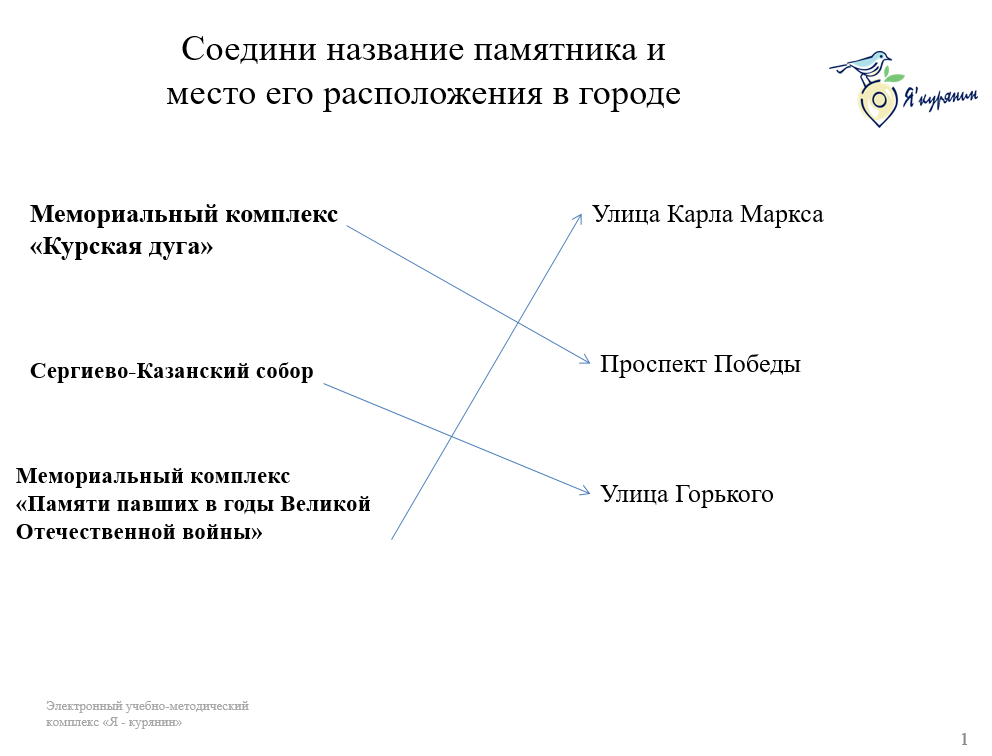 Соедини название памятника и
место его расположения в городе
Я'курянин
Мемориальный комплекс
«Курская дуга»
Улица Карла Маркса
Сергиево-Казанский собор
Проспект Победы
Мемориальный комплекс
«Памяти павших в годы Великой
Отечественной войны»
Улица Горького
Электронный учебно-методический
комплекс «Я - курянин»
1